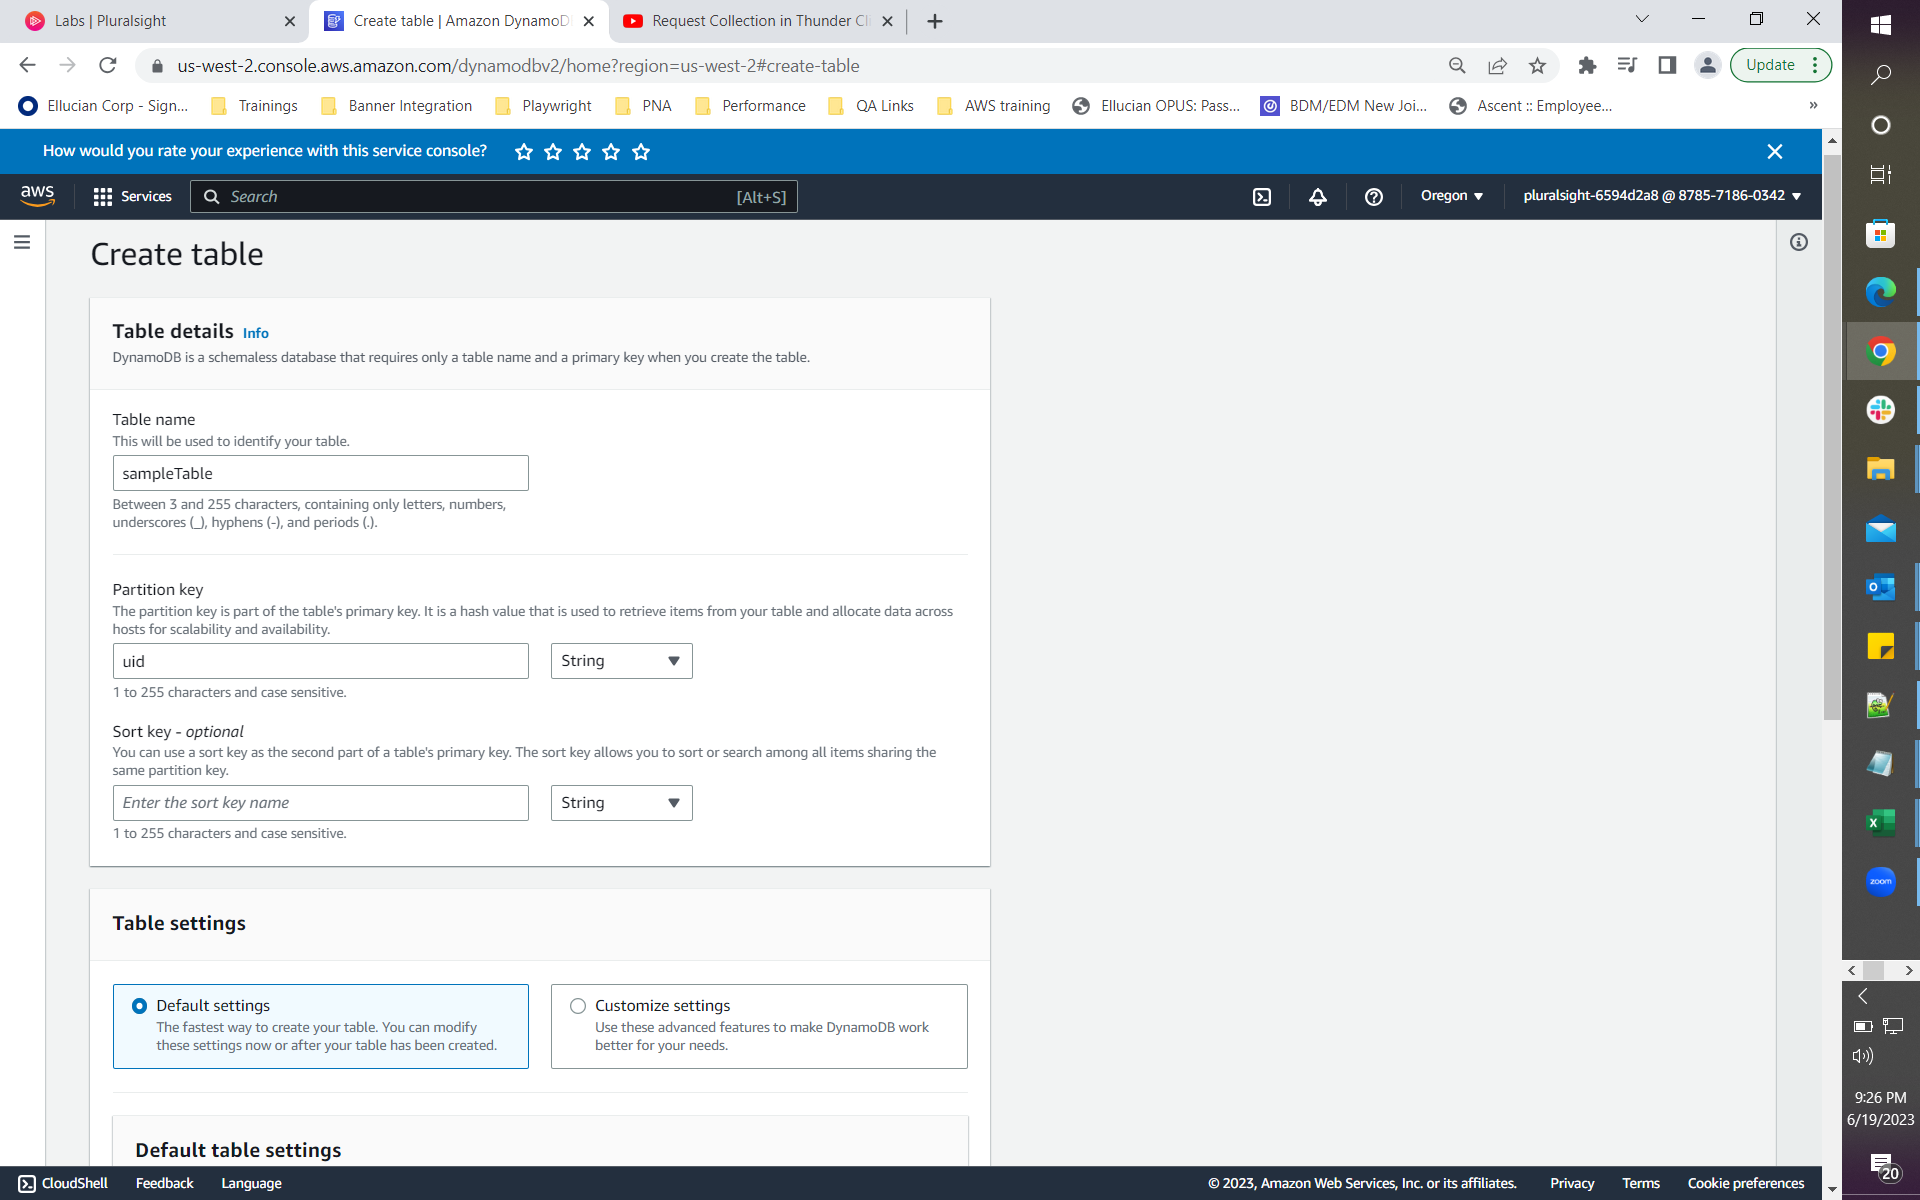 Labs | Pluralsight
Create table | Amazon DynamoD
Request Collection in Thunder Cli
us-west-2.console.aws.amazon.com/dynamodbv2/home?region=us-west-2#create-table
Update
Ellucian Corp - Sign...
Trainings
Banner Integration
Playwright
PNA
Performance
QA Links
AWS training
Ellucian OPUS: Pass...
BDM/EDM New Joi...
Ascent :: Employee...
»
How would you rate your experience with this service console?
aws
Services
Search
[Alt+S]
Oregon
pluralsight-6594d2a8 @ 8785-7186-0342
Create table
Table details Info
DynamoDB is a schemaless database that requires only a table name and a primary key when you create the table.
Table name
This will be used to identify your table.
sampleTable
Between 3 and 255 characters, containing only letters, numbers,
underscores (_), hyphens (-), and periods (.).
Partition key
The partition key is part of the table's primary key. It is a hash value that is used to retrieve items from your table and allocate data across
hosts for scalability and availability.
uid
String
1 to 255 characters and case sensitive.
Sort key - optional
You can use a sort key as the second part of a table's primary key. The sort key allows you to sort or search among all items sharing the
same partition key.
Enter the sort key name
String
1 to 255 characters and case sensitive.
Table settings
Default settings
The fastest way to create your table. You can modify
these settings now or after your table has been created.
Customize settings
Use these advanced features to make DynamoDB work
better for your needs.
Default table settings
CloudShell
Feedback
Language
© 2023, Amazon Web Services, Inc. or its affiliates.
Privacy
Terms
Cookie preferences
zoom
9:26 PM
6/19/2023
20